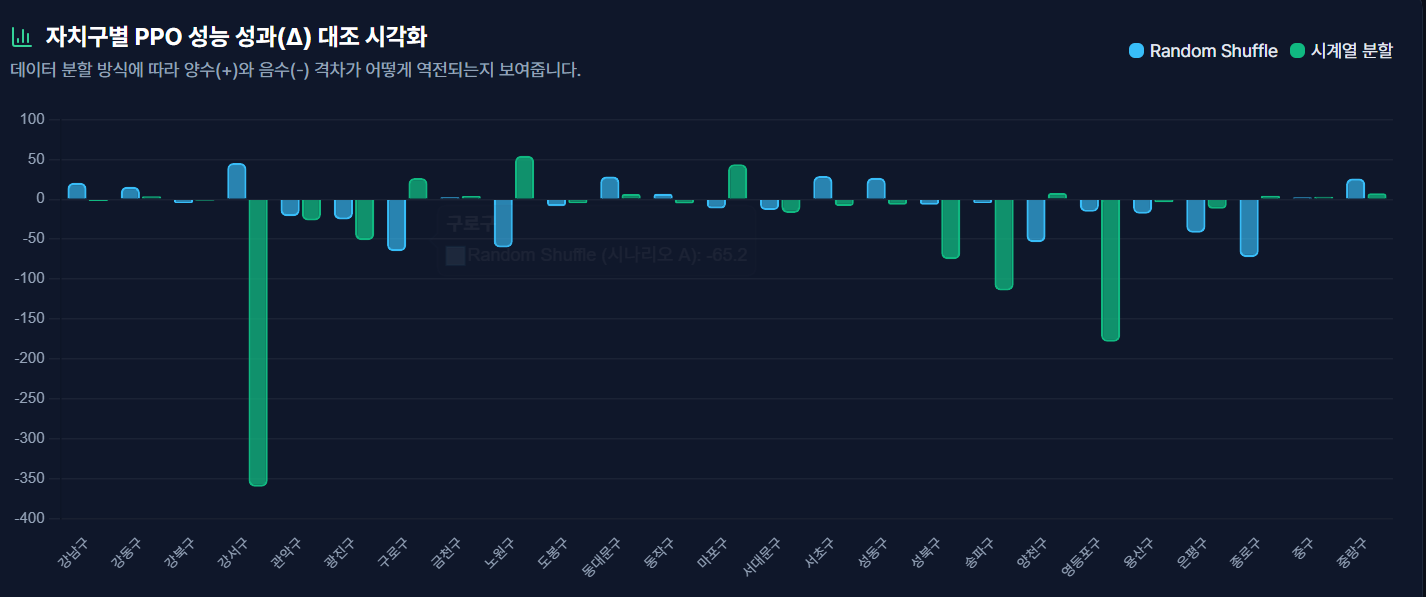 자치구별 PPO 성능 성과(Δ) 대조 시각화
데이터 분할 방식에 따라 양수(+)와 음수(-) 격차가 어떻게 역전되는지 보여줍니다.
Random Shuffle 시계열 분할
100
50
0
-50
-100
-150
-200
-250
-300
-350
-400
구로구
Random Shuffle (시나리오 A): -65.2
강남구 강동구 강북구 강서구 관악구 광진구 구로구 금천구 노원구 도봉구 동대문구 동작구 마포구 서대문구 서초구 성동구 성북구 송파구 양천구 영등포구 용산구 은평구 종로구 중구 중랑구